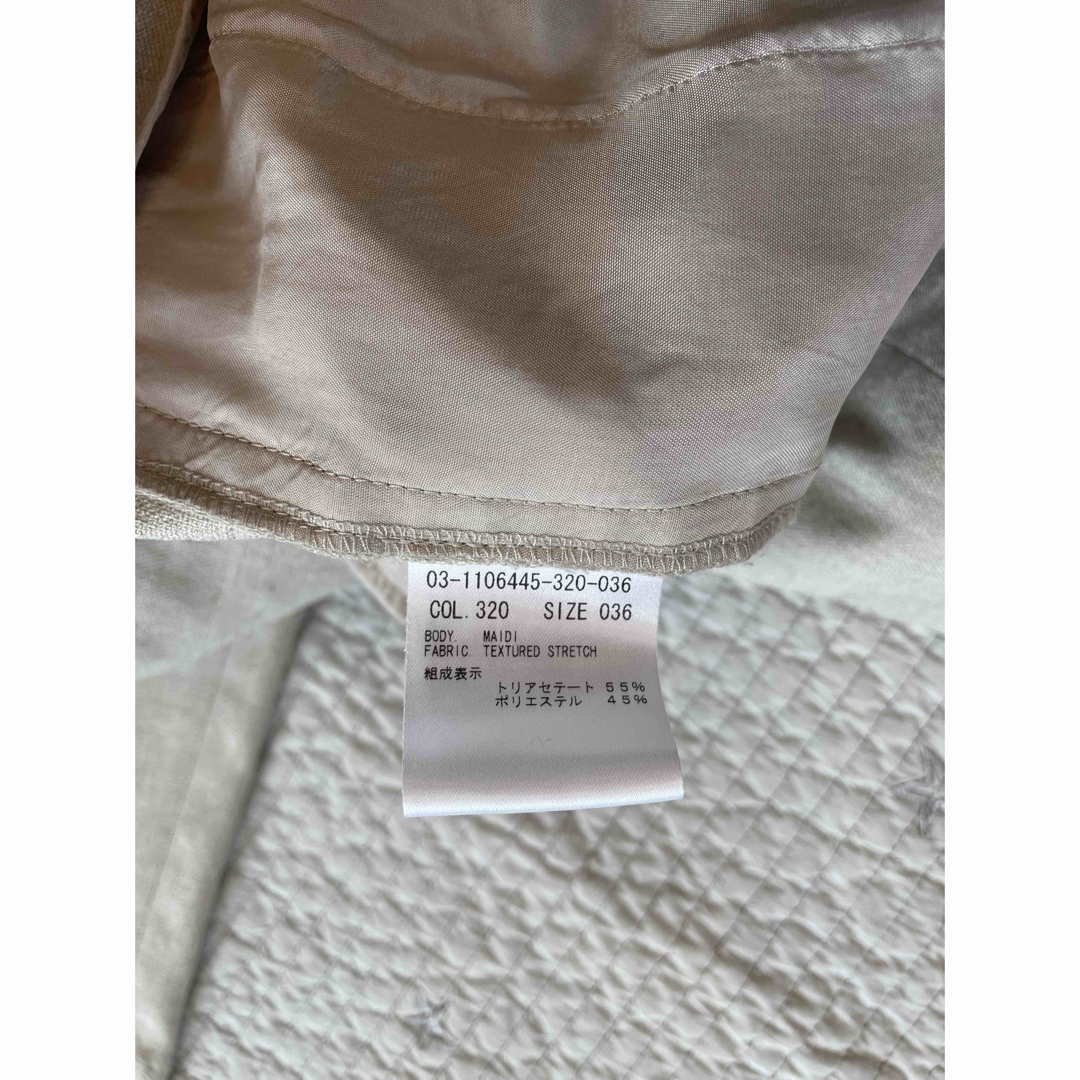 03-1106445-320-036
COL.320 SIZE 036
BODY. MAIDI
FABRIC. TEXTURED STRETCH
組成表示
トリアセテート 55%
ポリエステル 45%